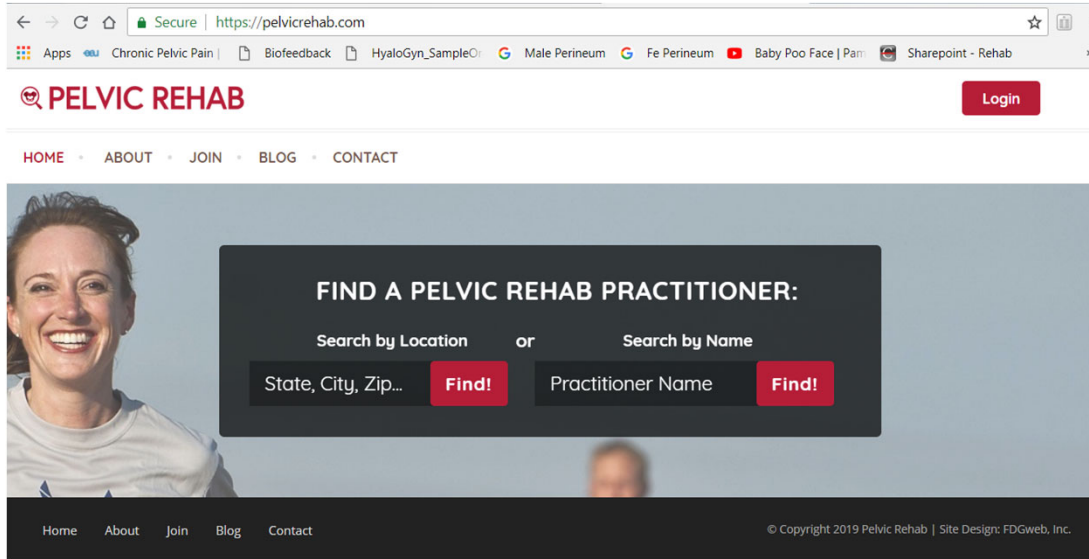 Secure | https://pelvicrehab.com
Apps Chronic Pelvic Pain | Biofeedback HyaloGyn_SampleOr Male Perineum Fe Perineum Baby Poo Face | Pam Sharepoint - Rehab
PELVIC REHAB Login
HOME ABOUT JOIN BLOG CONTACT
FIND A PELVIC REHAB PRACTITIONER:
Search by Location or Search by Name
State, City, Zip... Find! Practitioner Name Find!
Home About Join Blog Contact © Copyright 2019 Pelvic Rehab | Site Design: FDGweb, Inc.